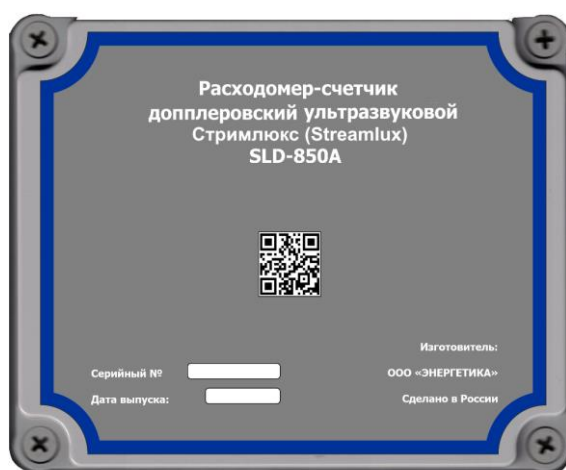 Расходомер-счетчик
допплеровский ультразвуковой
Стримлюкс (Streamlux)
SLD-850A
Изготовитель:
Серийный №
ООО «ЭНЕРГЕТИКА»
Дата выпуска:
Сделано в России